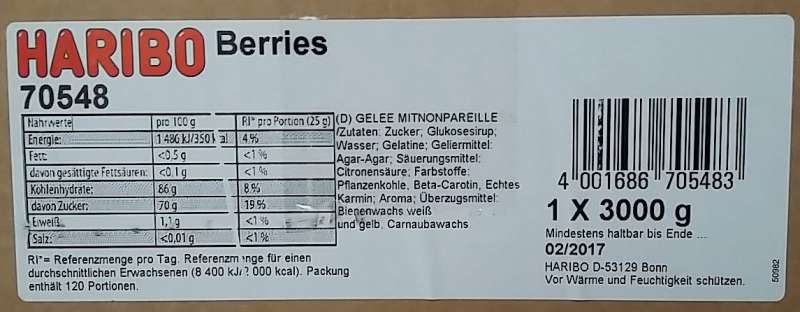 HARIBO Berries
70548
Nährwerte pro 100 g RI* pro Portion (25 g)
Energie: 1 486 kJ/350 4 %
Fett: <0,5 g <1 %
davon gesättigte Fettsäuren: <0,1 g <1 %
Kohlenhydrate: 86 g 8 %
davon Zucker: 70 g 19 %
Eiweiß: 1,1 g <1 %
Salz: <0,01 g <1 %
RI*= Referenzmenge pro Tag. Referenzmenge für einen
durchschnittlichen Erwachsenen (8 400 kJ/2 000 kcal). Packung
enthält 120 Portionen.
(D) GELEE MITNONPAREILLE
/Zutaten: Zucker; Glukosesirup;
Wasser; Gelatine; Geliermittel:
Agar-Agar; Säuerungsmittel:
Citronensäure; Farbstoffe:
Pflanzenkohle, Beta-Carotin, Echtes
Karmin; Aroma; Überzugsmittel:
Bienenwachs weiß
und gelb, Carnaubawachs
4 001686 705483
1 X 3000 g
Mindestens haltbar bis Ende ...
02/2017
HARIBO D-53129 Bonn
Vor Wärme und Feuchtigkeit schützen.
50982